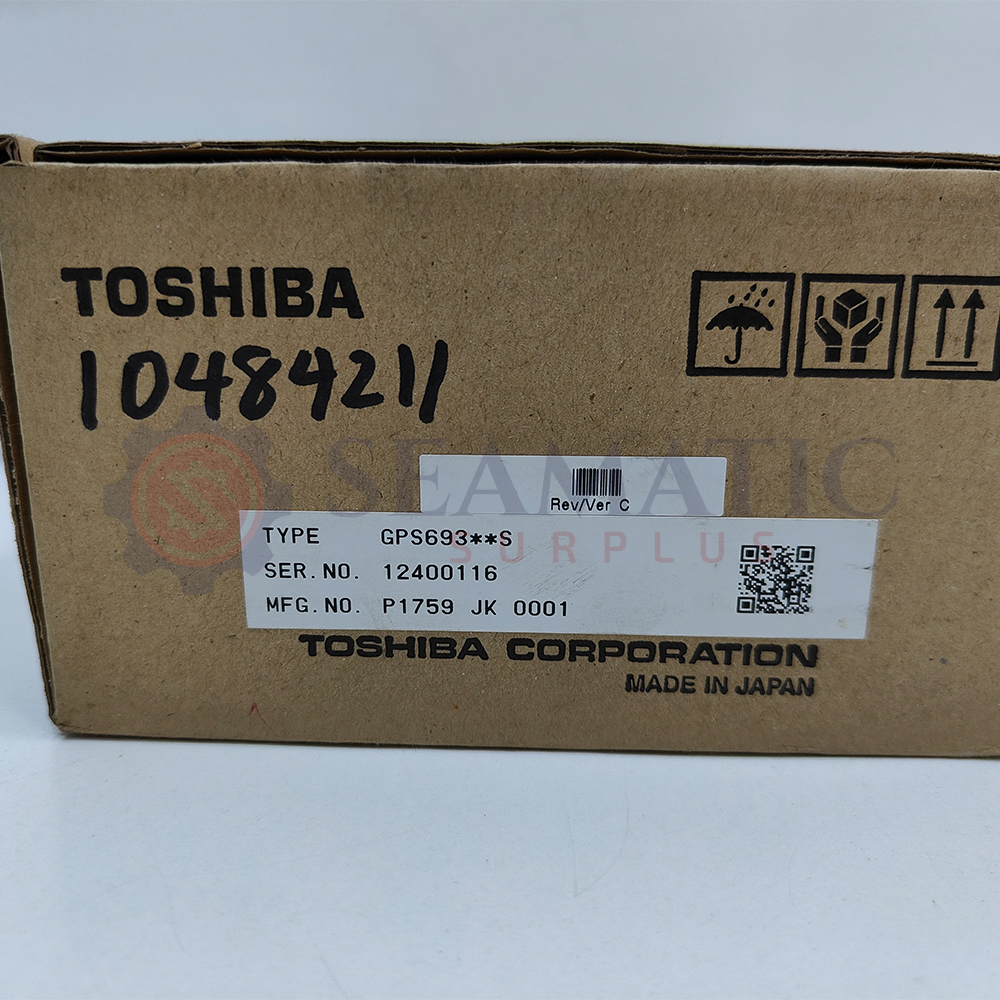 TOSHIBA
10484211
SEAMATIC
SURPLUS
Rev/Ver C
TYPE GPS693**S
SER.NO. 12400116
MFG.NO. P1759 JK 0001
TOSHIBA CORPORATION
MADE IN JAPAN